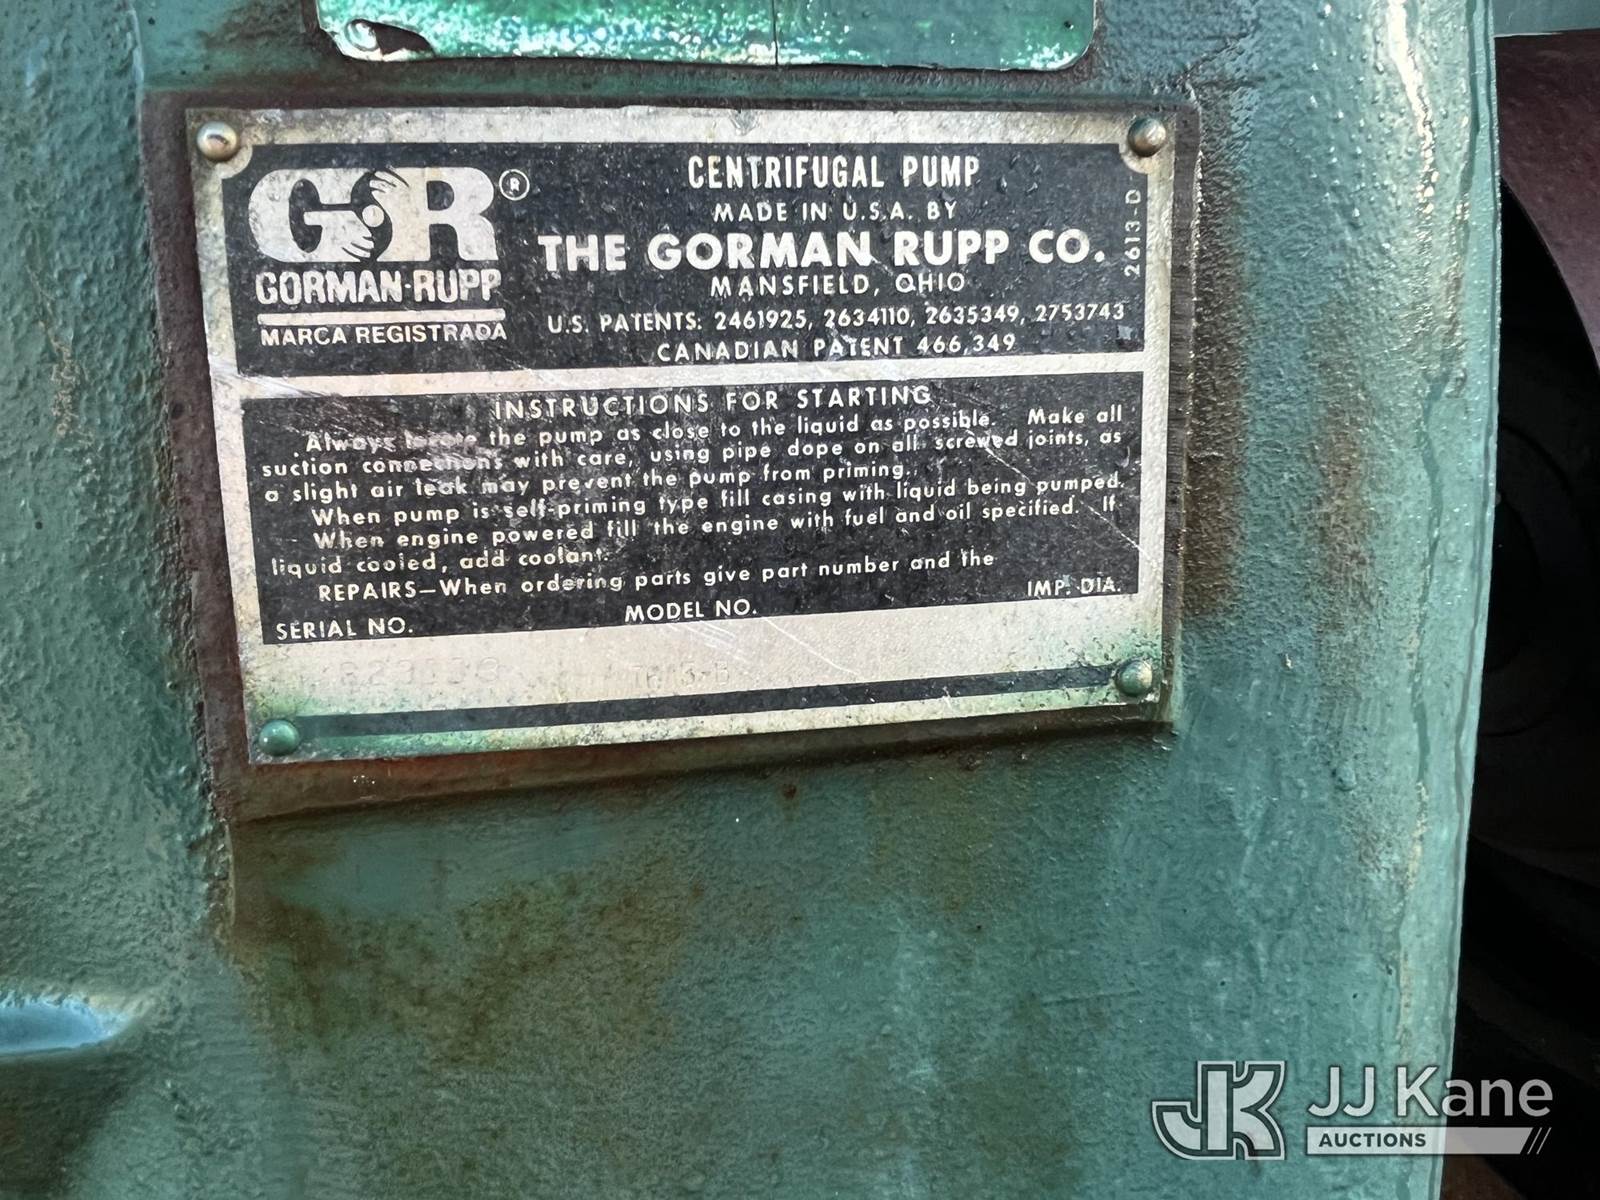 G R ®
GORMAN-RUPP
MARCA REGISTRADA
CENTRIFUGAL PUMP
MADE IN U.S.A. BY
THE GORMAN RUPP CO.
MANSFIELD, OHIO
U.S. PATENTS: 2461925, 2634110, 2635349, 2753743
CANADIAN PATENT 466,349
2613-D
INSTRUCTIONS FOR STARTING
Always locate the pump as close to the liquid as possible. Make all
suction connections with care, using pipe dope on all screwed joints, as
a slight air leak may prevent the pump from priming.
When pump is self-priming type fill casing with liquid being pumped.
When engine powered fill the engine with fuel and oil specified. If
liquid cooled, add coolant.
REPAIRS—When ordering parts give part number and the
SERIAL NO. MODEL NO. IMP. DIA.
JK JJ Kane
AUCTIONS